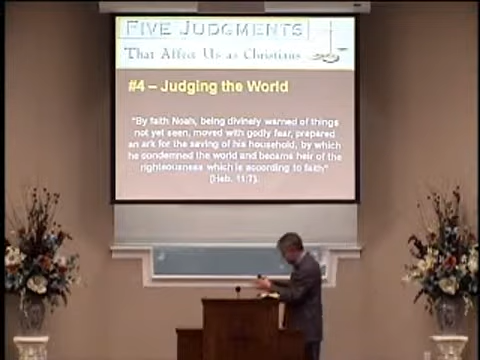 FIVE JUDGMENTS
That Affect Us as Christians
#4 – Judging the World
"By faith Noah, being divinely warned of things
not yet seen, moved with godly fear, prepared
an ark for the saving of his household, by which
he condemned the world and became heir of the
righteousness which is according to faith"
(Heb. 11:7).